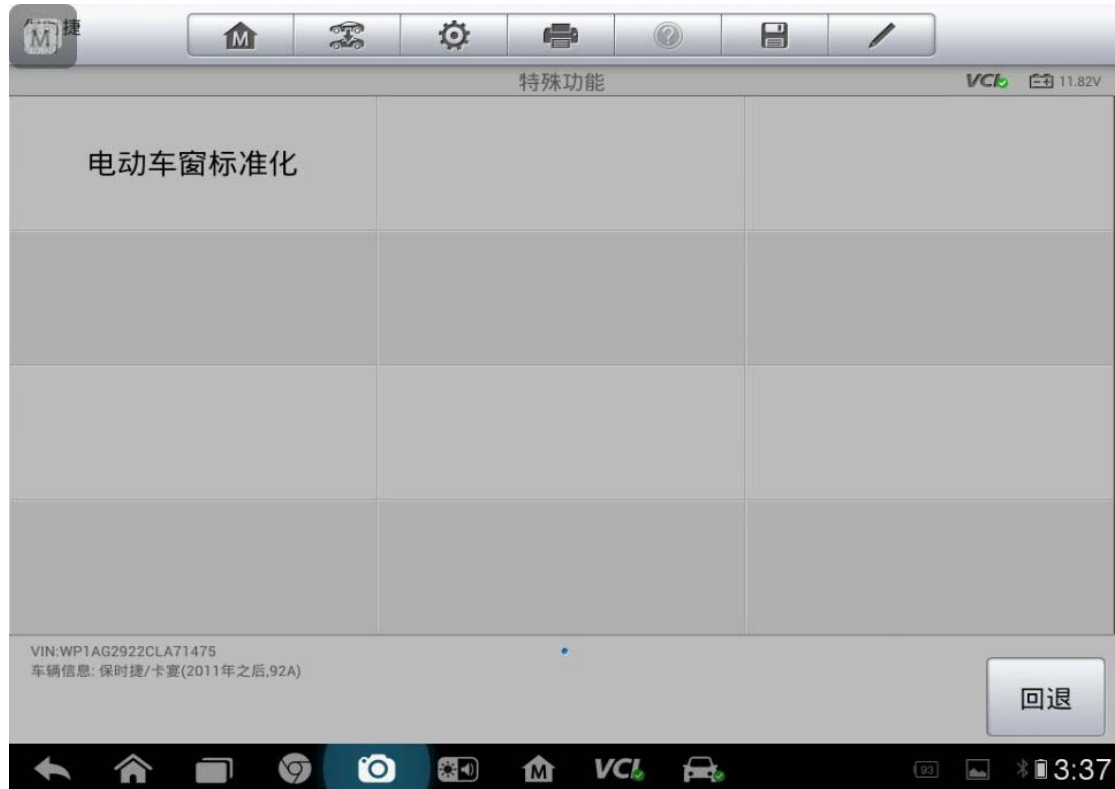 捷
M
特殊功能
VCI 11.82V
电动车窗标准化
VIN:WP1AG2922CLA71475
车辆信息: 保时捷/卡宴(2011年之后,92A)
回退
M VCI 93 3:37